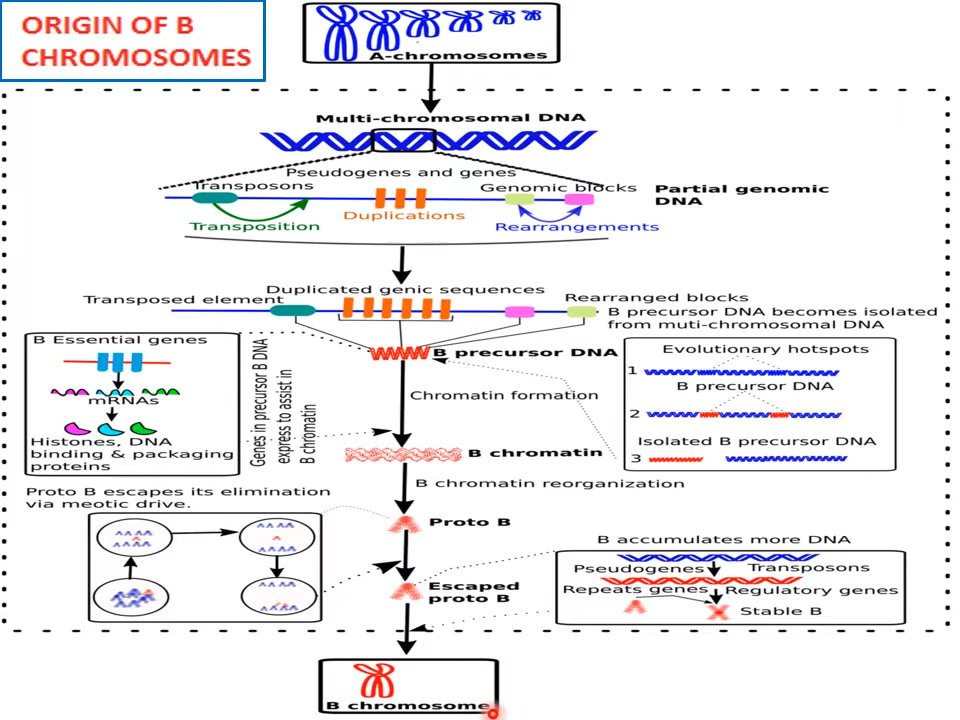 ORIGIN OF B
CHROMOSOMES
A-chromosomes
Multi-chromosomal DNA
Pseudogenes and genes
Transposons
Genomic blocks
Partial genomic
DNA
Duplications
Transposition
Rearrangements
Duplicated genic sequences
Transposed element
Rearranged blocks
B precursor DNA becomes isolated
from muti-chromosomal DNA
B precursor DNA
B Essential genes
mRNAs
Histones, DNA
binding & packaging
proteins
Genes in precursor B DNA
express to assist in
B chromatin
Chromatin formation
Evolutionary hotspots
1
B precursor DNA
2
Isolated B precursor DNA
3
B chromatin
B chromatin reorganization
Proto B escapes its elimination
via meotic drive.
Proto B
Escaped
proto B
B accumulates more DNA
Pseudogenes
Transposons
Repeats genes
Regulatory genes
Stable B
B chromosome